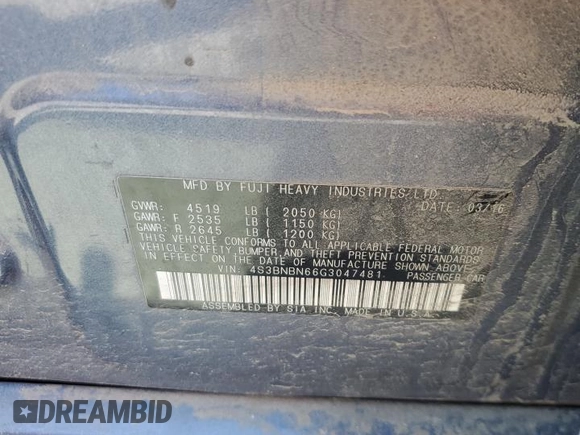 MFD BY FUJI HEAVY INDUSTRIES LTD.
GVWR: 4519 LB ( 2050 KG) DATE 03/16
GAWR: F 2535 LB ( 1150 KG)
GAWR: R 2645 LB ( 1200 KG)
THIS VEHICLE CONFORMS TO ALL APPLICABLE FEDERAL MOTOR
VEHICLE SAFETY, BUMPER, AND THEFT PREVENTION STANDARDS
IN EFFECT ON THE DATE OF MANUFACTURE SHOWN ABOVE.
VIN: 4S3BNBN66G3047481 PASSENGER CAR
ASSEMBLED BY SIA INC. MADE IN U.S.A.
DREAMBID